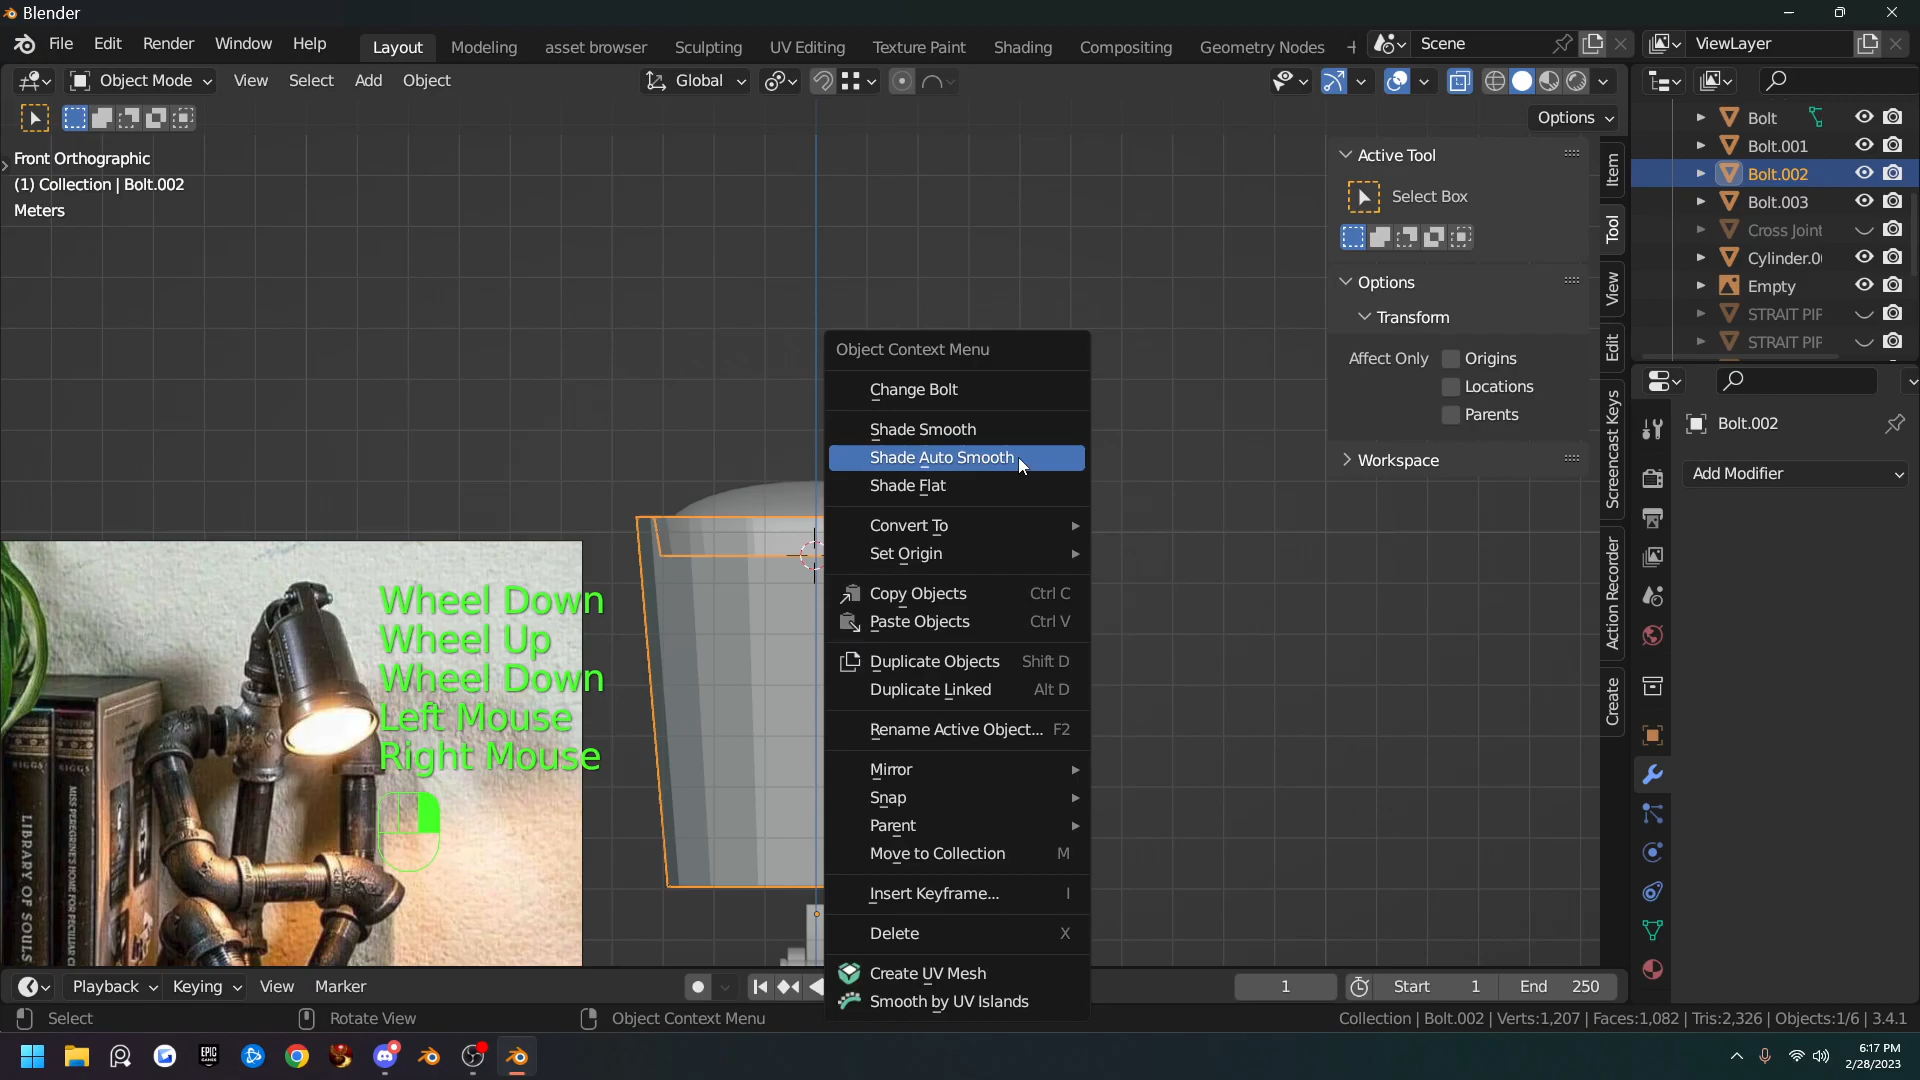 Blender
File Edit Render Window Help
Layout Modeling asset browser Sculpting UV Editing Texture Paint Shading Compositing Geometry Nodes
Scene
ViewLayer
Object Mode View Select Add Object
Global
Options
Front Orthographic
(1) Collection | Bolt.002
Meters
Active Tool
Select Box
Options
Transform
Affect Only Origins
Locations
Parents
Workspace
Item
Tool
View
Edit
Screencast Keys
Action Recorder
Create
Bolt
Bolt.001
Bolt.002
Bolt.003
Cross Joint
Cylinder.0
Empty
STRAIT PIP
STRAIT PIP
Bolt.002
Add Modifier
Object Context Menu
Change Bolt
Shade Smooth
Shade Auto Smooth
Shade Flat
Convert To
Set Origin
Copy Objects Ctrl C
Paste Objects Ctrl V
Duplicate Objects Shift D
Duplicate Linked Alt D
Rename Active Object... F2
Mirror
Snap
Parent
Move to Collection M
Insert Keyframe... I
Delete X
Create UV Mesh
Smooth by UV Islands
Wheel Down
Wheel Up
Wheel Down
Left Mouse
Right Mouse
LIBRARY OF SOULS
RIGGS
RIGGS
Playback Keying View Marker
1
Start 1
End 250
Select
Rotate View
Object Context Menu
Collection | Bolt.002 | Verts:1,207 | Faces:1,082 | Tris:2,326 | Objects:1/6 | 3.4.1
EPIC
6:17 PM
2/28/2023